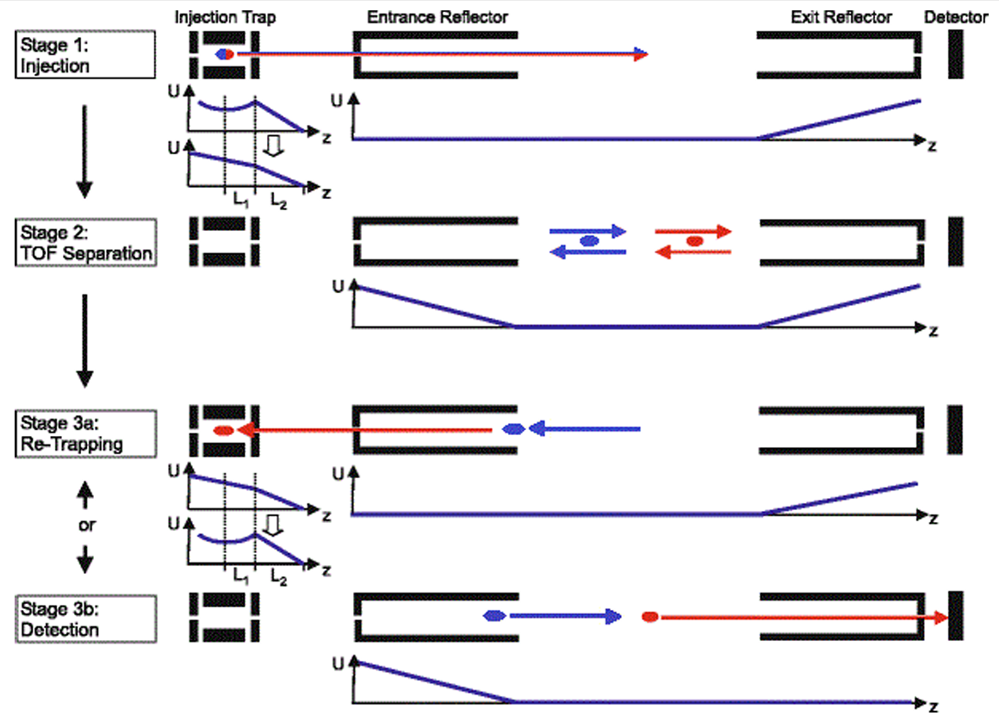 Injection Trap
Entrance Reflector
Exit Reflector
Detector
Stage 1:
Injection
U
z
U
z
L1
L2
U
z
Stage 2:
TOF Separation
U
z
Stage 3a:
Re-Trapping
U
z
U
z
L1
L2
U
z
or
Stage 3b:
Detection
U
z